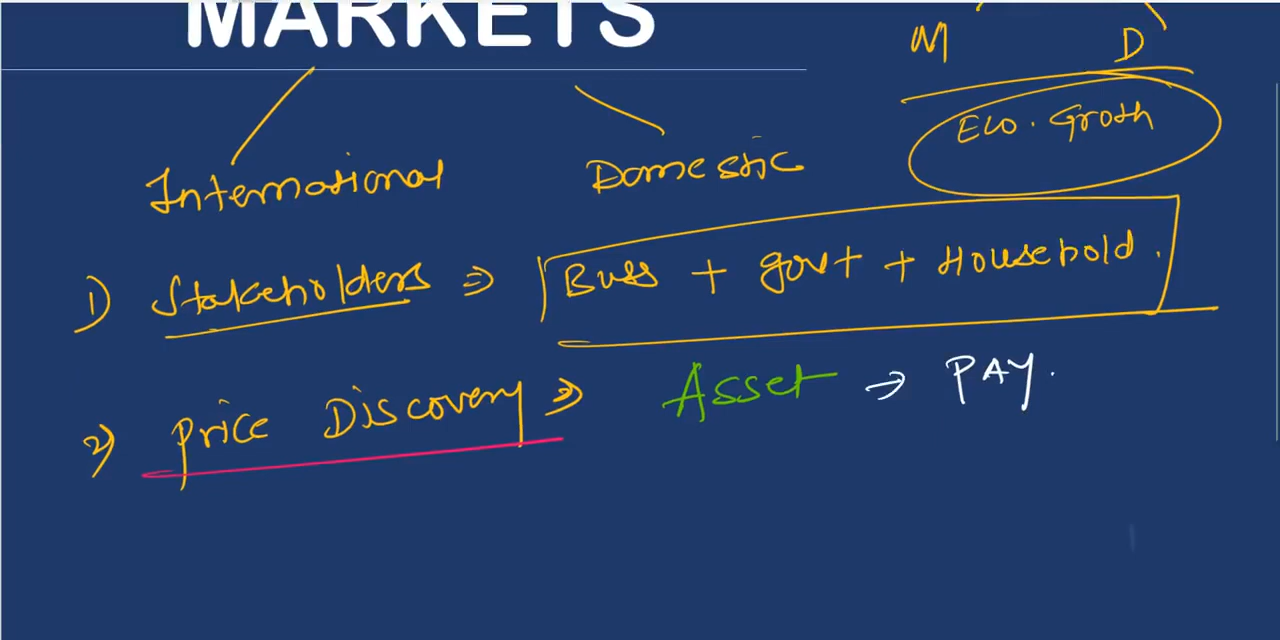 MARKETS
M D
Eco. Groth
International Domestic
1) Stakeholders ⇒ Buss + govt + Household.
2) Price Discovery ⇒ Asset → PAY.